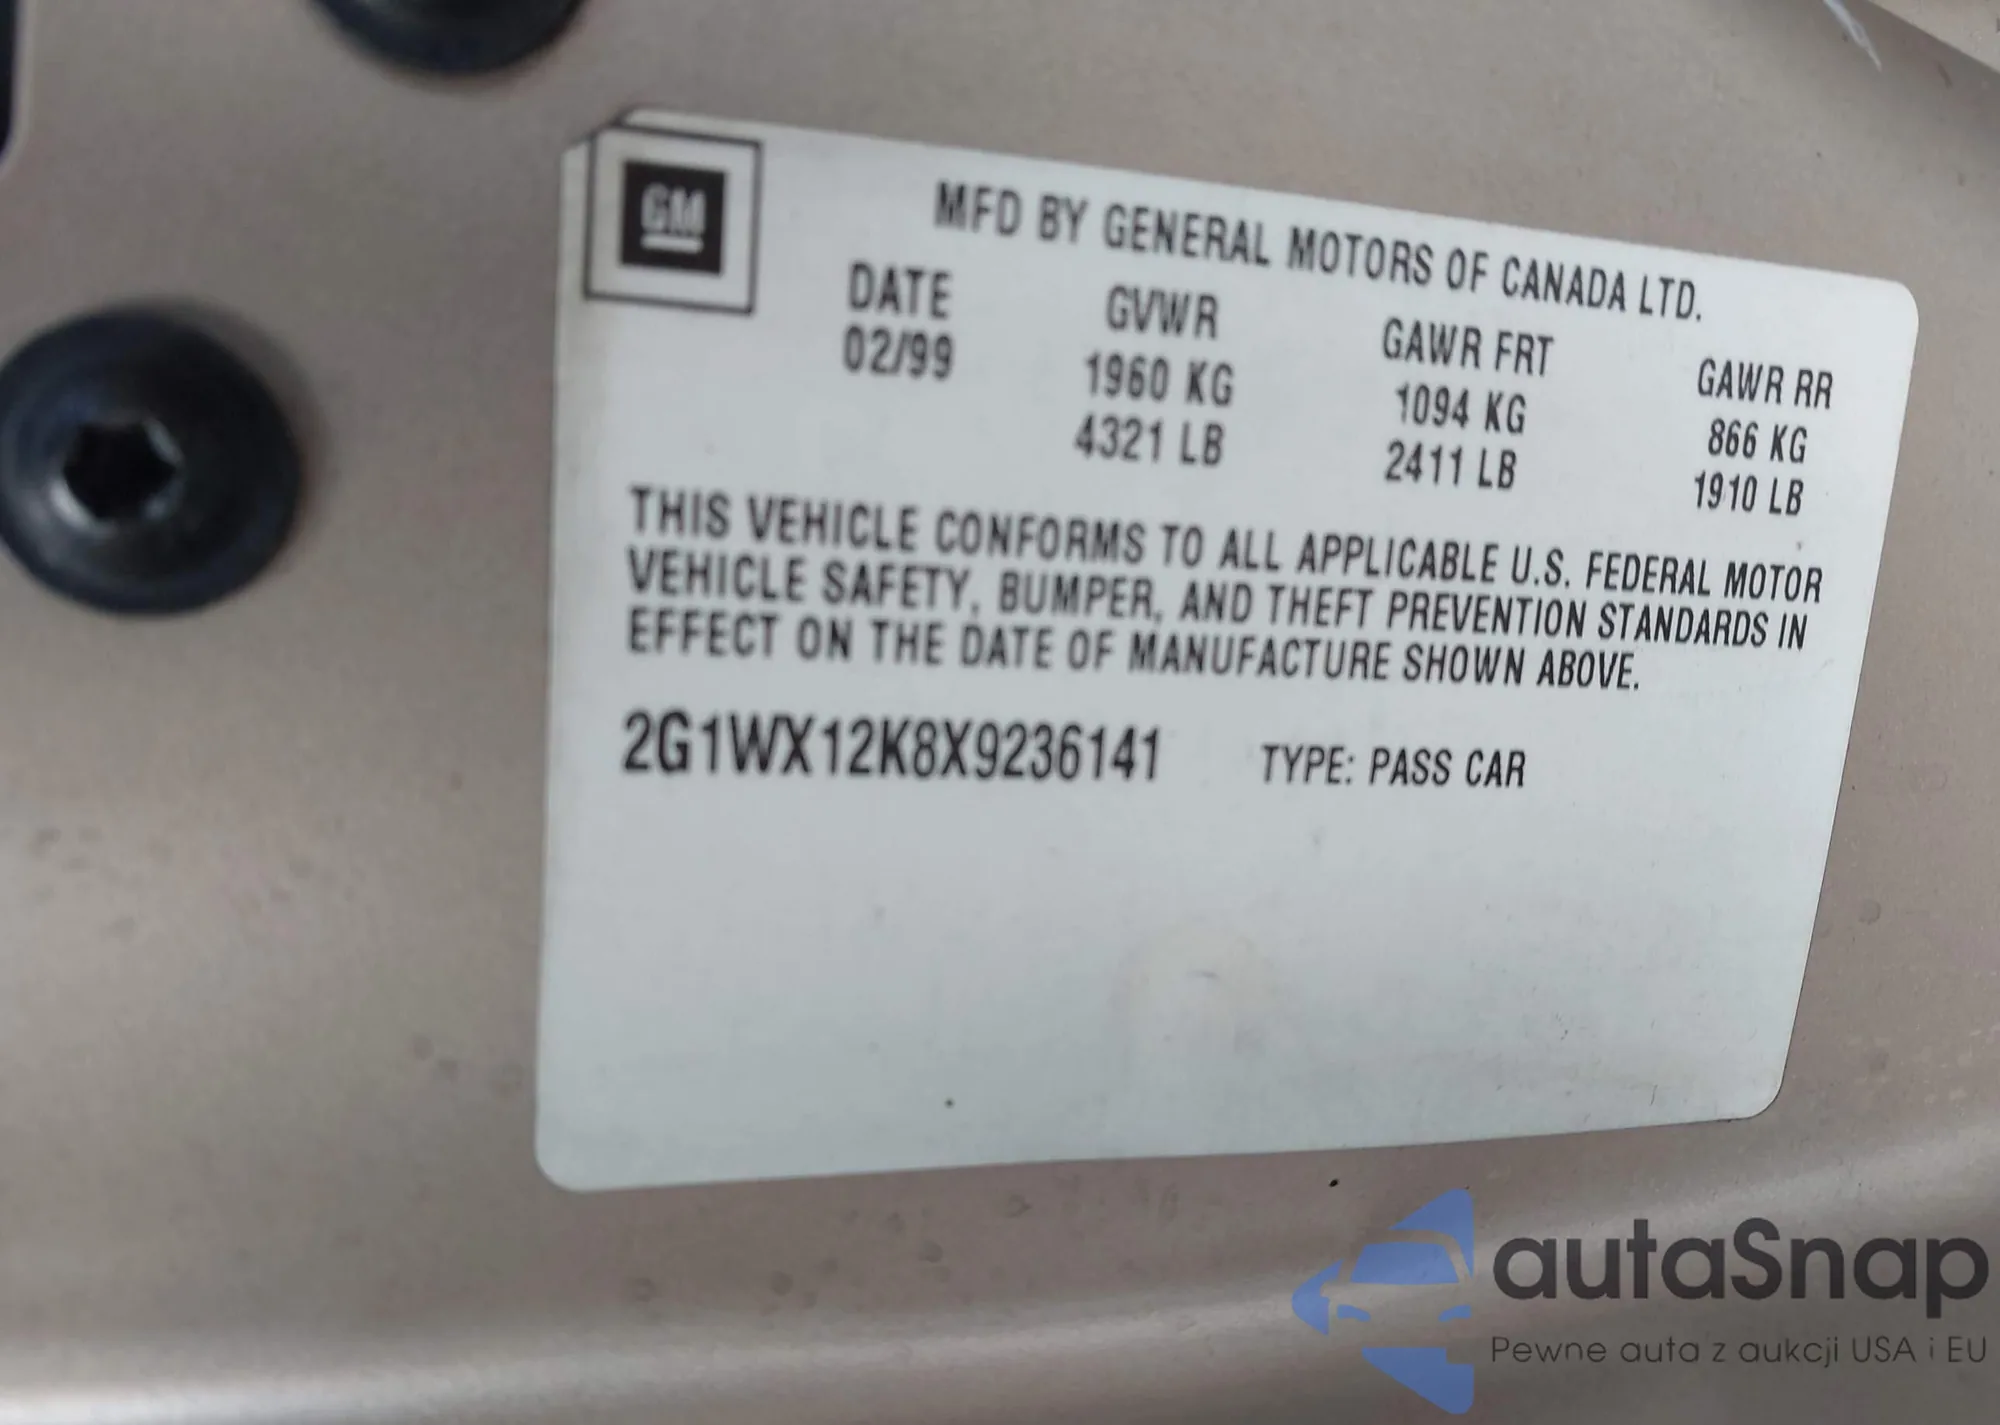 GM
MFD BY GENERAL MOTORS OF CANADA LTD.
DATE GVWR GAWR FRT GAWR RR
02/99 1960 KG 1094 KG 866 KG
4321 LB 2411 LB 1910 LB
THIS VEHICLE CONFORMS TO ALL APPLICABLE U.S. FEDERAL MOTOR
VEHICLE SAFETY, BUMPER, AND THEFT PREVENTION STANDARDS IN
EFFECT ON THE DATE OF MANUFACTURE SHOWN ABOVE.
2G1WX12K8X9236141 TYPE: PASS CAR
autaSnap
Pewne auta z aukcji USA i EU